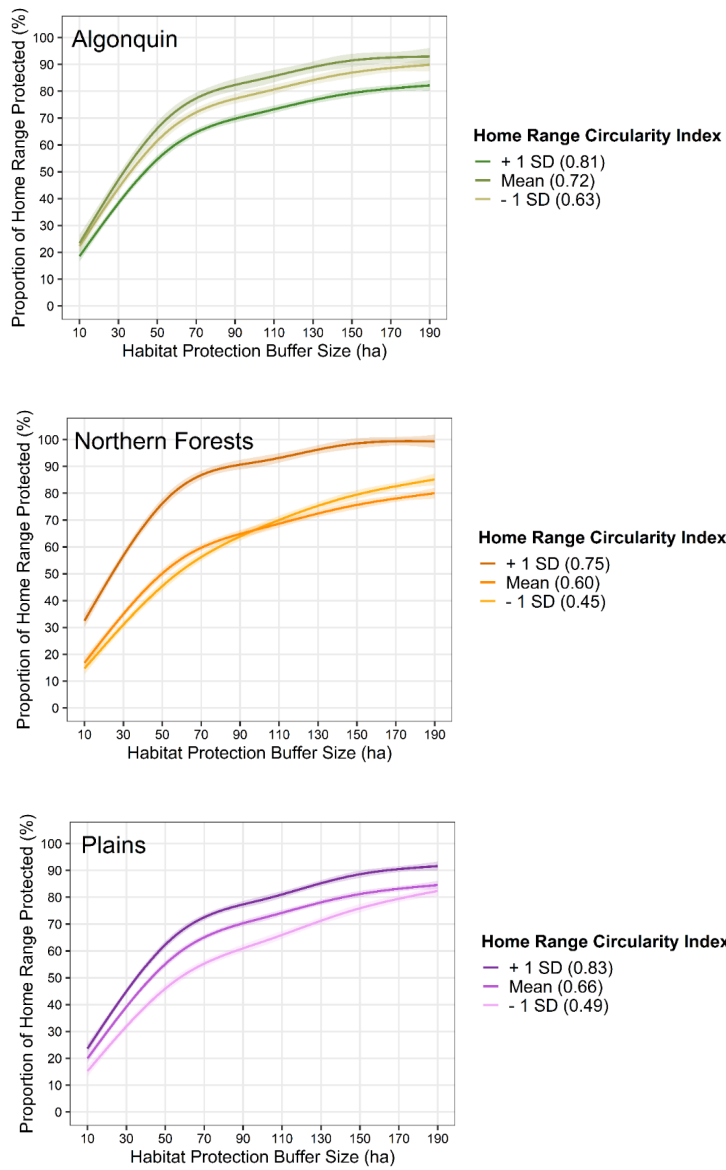 Algonquin
Proportion of Home Range Protected (%)
100
90
80
70
60
50
40
30
20
10
0
10 30 50 70 90 110 130 150 170 190
Habitat Protection Buffer Size (ha)
Home Range Circularity Index
+ 1 SD (0.81)
Mean (0.72)
- 1 SD (0.63)
Northern Forests
Proportion of Home Range Protected (%)
100
90
80
70
60
50
40
30
20
10
0
10 30 50 70 90 110 130 150 170 190
Habitat Protection Buffer Size (ha)
Home Range Circularity Index
+ 1 SD (0.75)
Mean (0.60)
- 1 SD (0.45)
Plains
Proportion of Home Range Protected (%)
100
90
80
70
60
50
40
30
20
10
0
10 30 50 70 90 110 130 150 170 190
Habitat Protection Buffer Size (ha)
Home Range Circularity Index
+ 1 SD (0.83)
Mean (0.66)
- 1 SD (0.49)